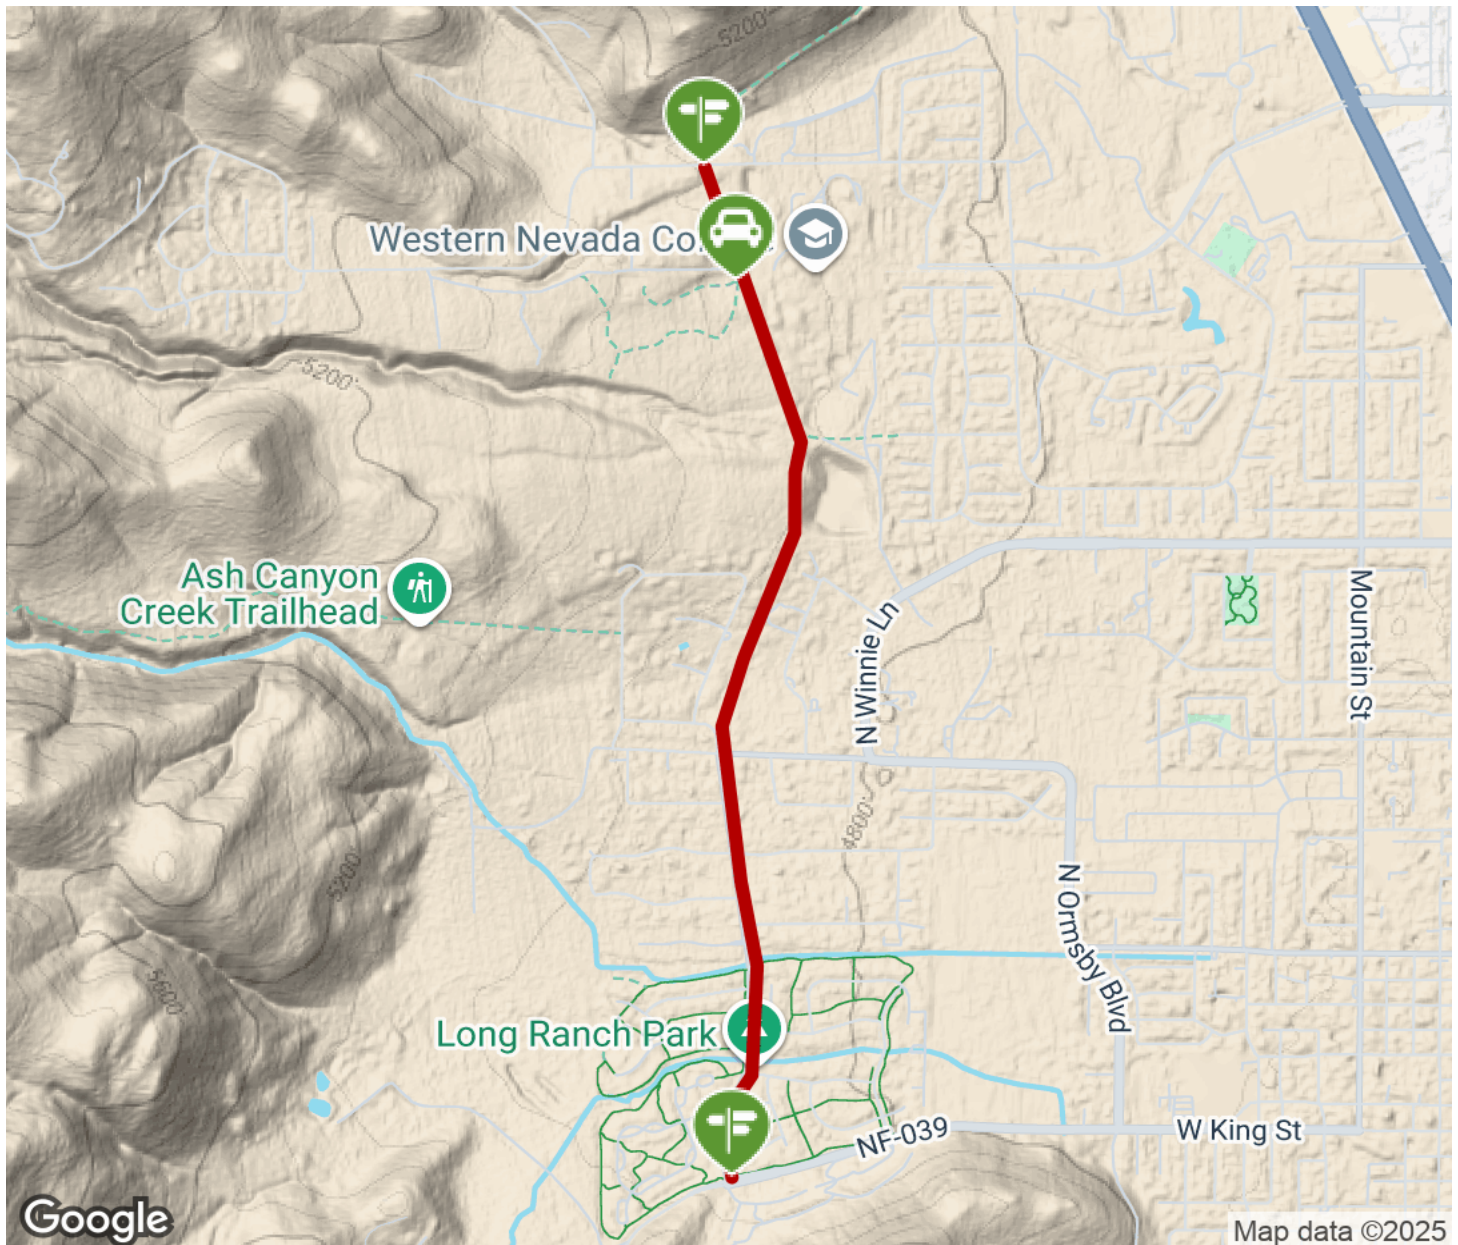 5200'
Western Nevada Co
5200'
Ash Canyon
Creek Trailhead
N Winnie Ln
Mountain St
4800'
5200'
N Ormsby Blvd
5600'
Long Ranch Park
NF-039
W King St
Google
Map data ©2025